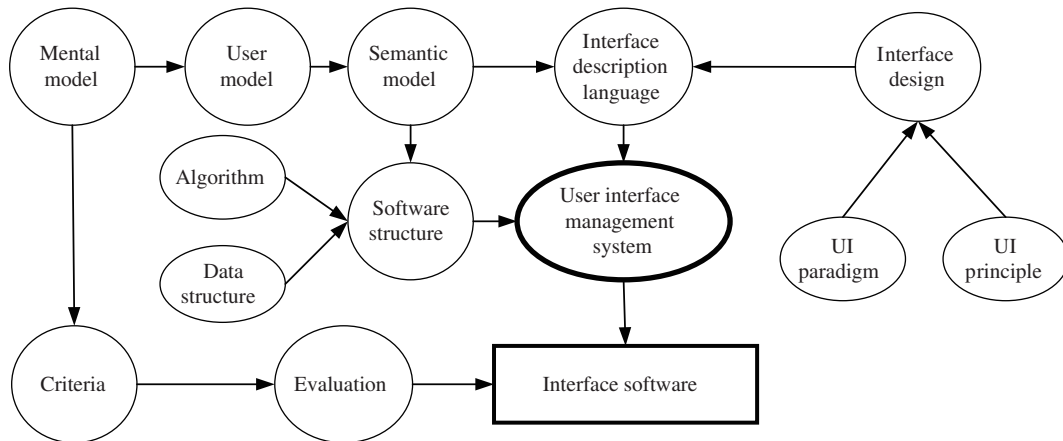 Mental
model
User
model
Semantic
model
Interface
description
language
Interface
design
Algorithm
Software
structure
User interface
management
system
UI
paradigm
UI
principle
Data
structure
Criteria
Evaluation
Interface software